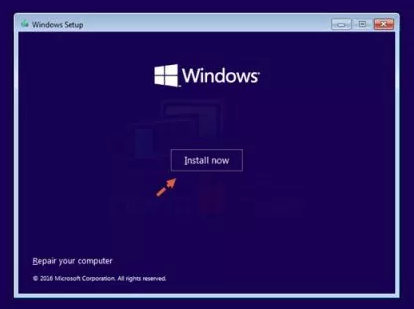 Windows Setup
Windows
Install now
Repair your computer
© 2016 Microsoft Corporation. All rights reserved.